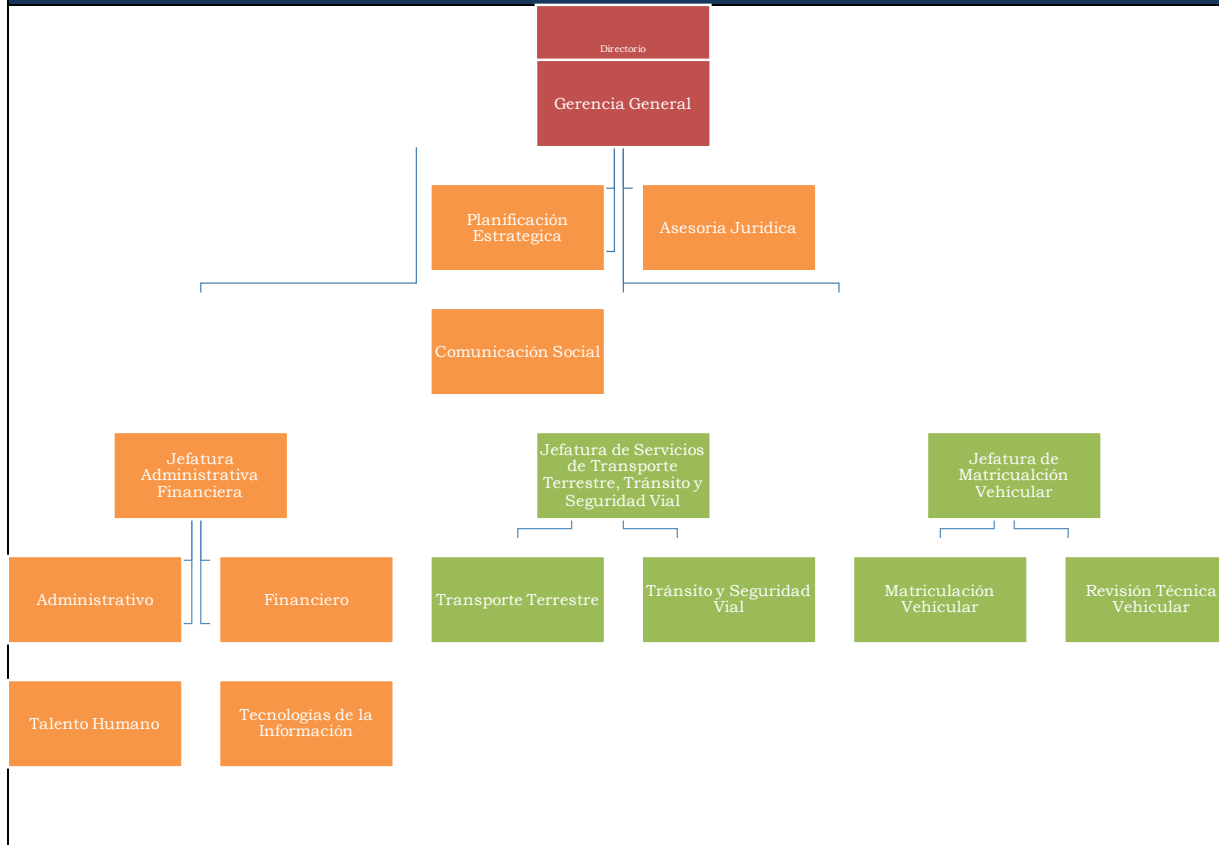 Directorio
Gerencia General
Planificación
Estrategica
Asesoria Juridica
Comunicación Social
Jefatura
Administrativa
Financiera
Jefatura de Servicios
de Transporte
Terrestre, Tránsito y
Seguridad Vial
Jefatura de
Matricualción
Vehicular
Administrativo
Financiero
Transporte Terrestre
Tránsito y Seguridad
Vial
Matriculación
Vehícular
Revisión Técnica
Vehicular
Talento Humano
Tecnologías de la
Información